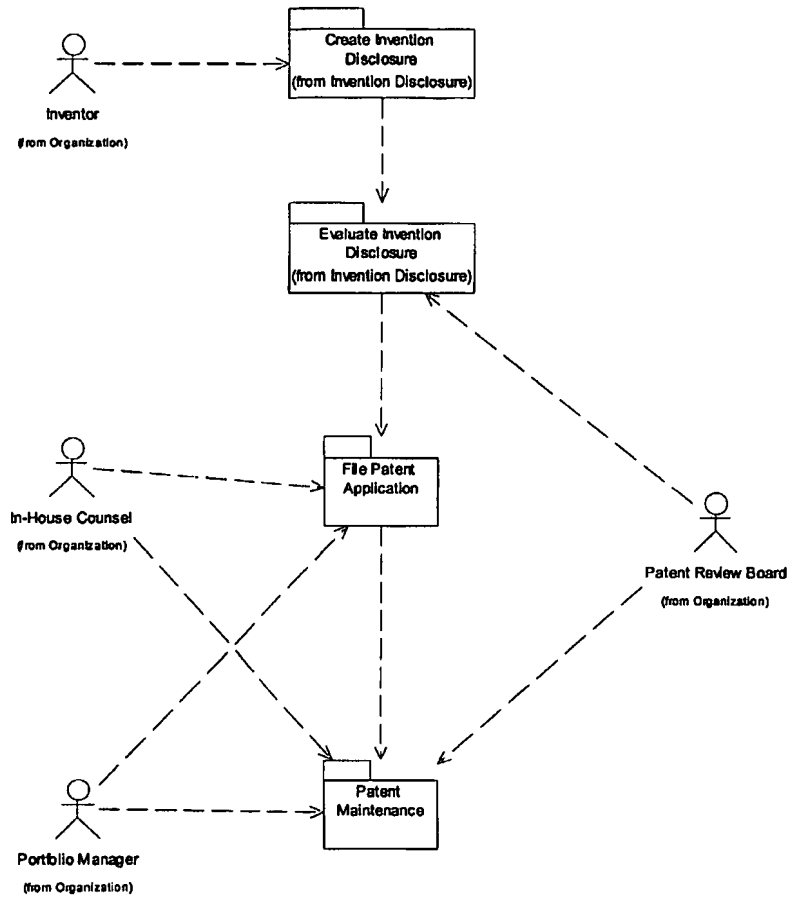 Create Invention
Disclosure
(from Invention Disclosure)
Inventor
(from Organization)
Evaluate Invention
Disclosure
(from Invention Disclosure)
File Patent
Application
In-House Counsel
(from Organization)
Patent Review Board
(from Organization)
Patent
Maintenance
Portfolio Manager
(from Organization)